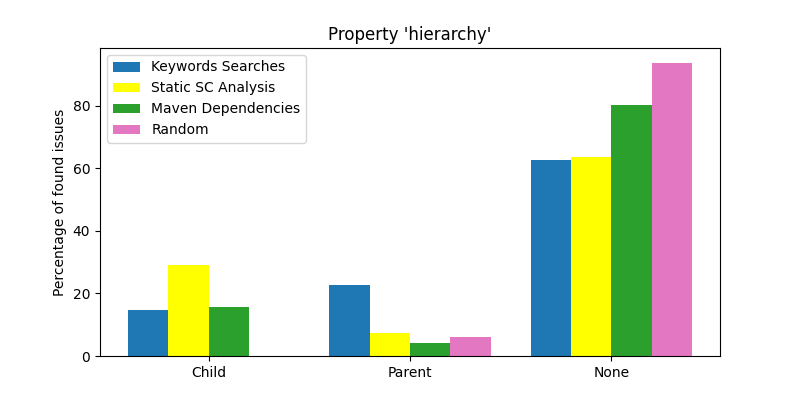 Property 'hierarchy'
Keywords Searches
Static SC Analysis
Maven Dependencies
Random
Percentage of found issues
80
60
40
20
0
Child Parent None